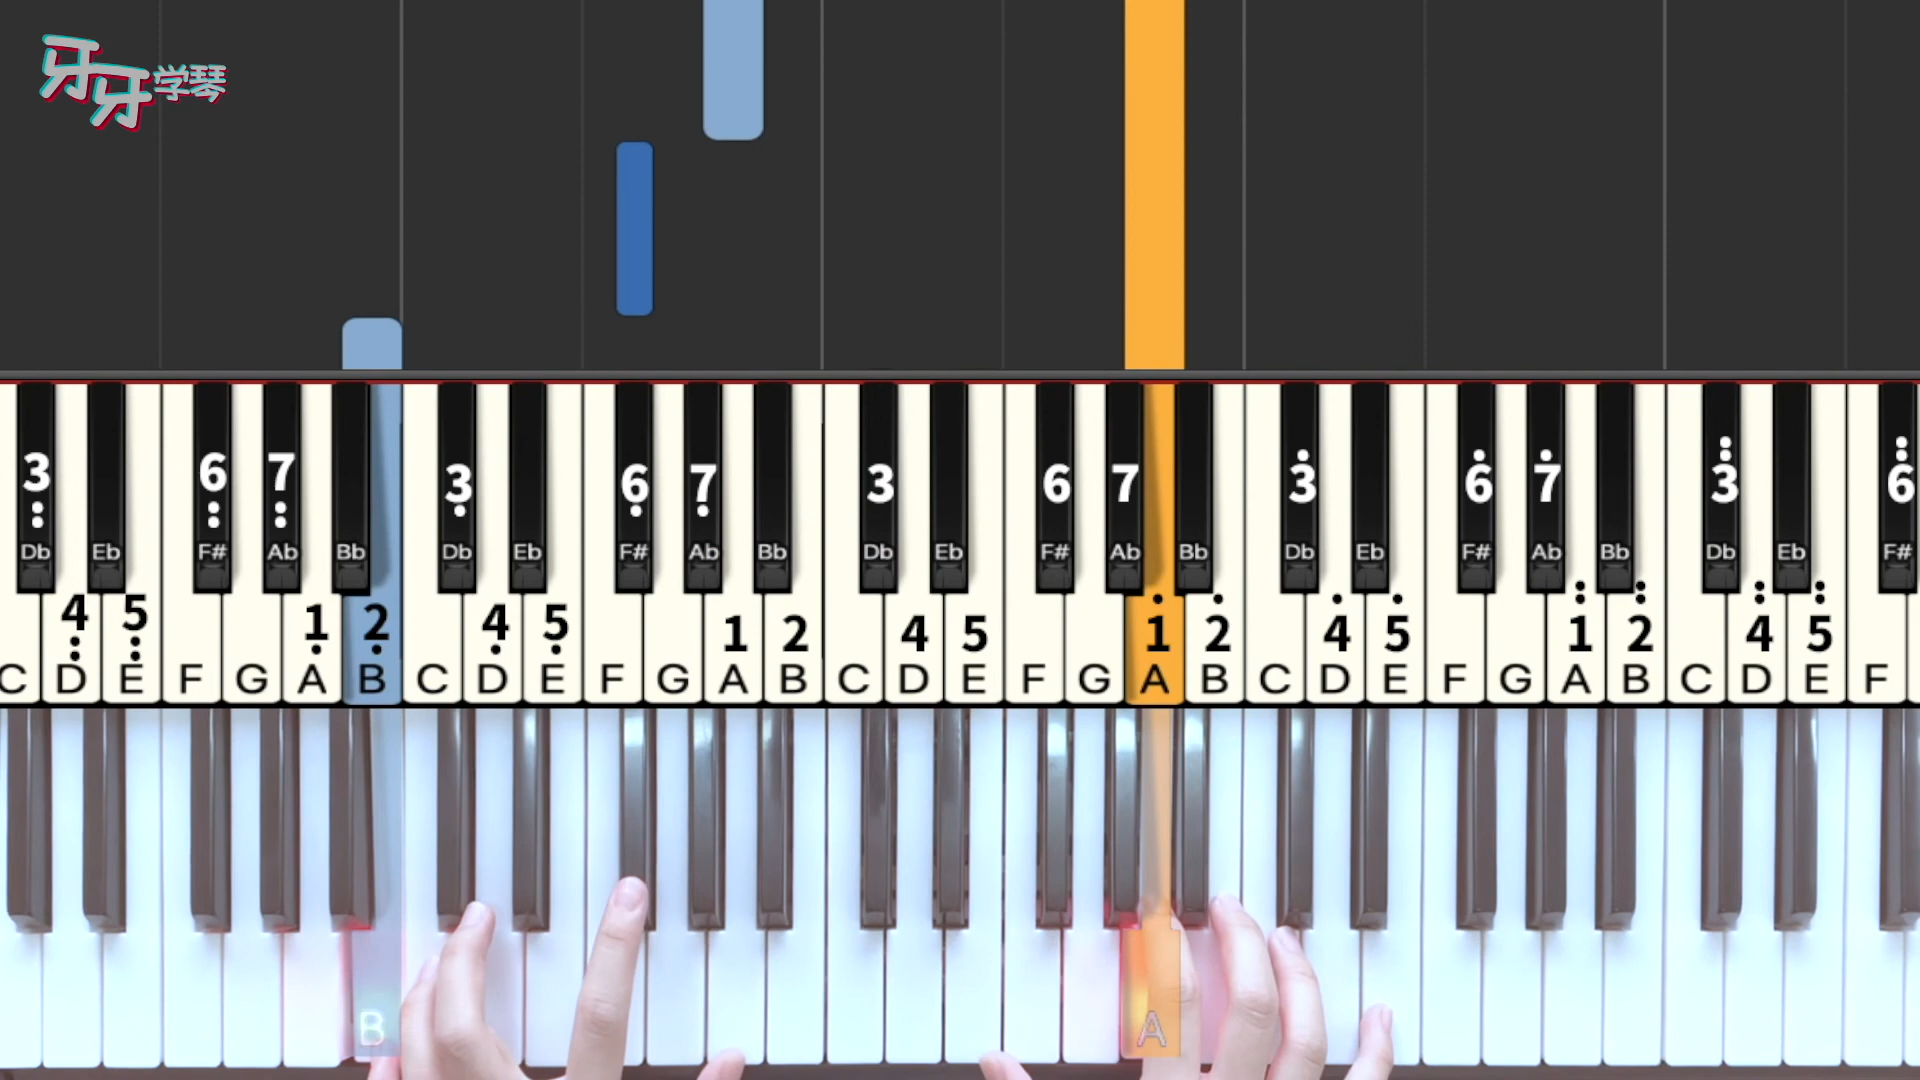 牙牙学琴
3 6 7 3 6 7 3 6 7 3 6 7 3 6
Db Eb F# Ab Bb Db Eb F# Ab Bb Db Eb F# Ab Bb Db Eb F# Ab Bb Db Eb F#
4 5 1 2 4 5 1 2 4 5 1 2 4 5 1 2 4 5
C D E F G A B C D E F G A B C D E F G A B C D E F G A B C D E F
B A